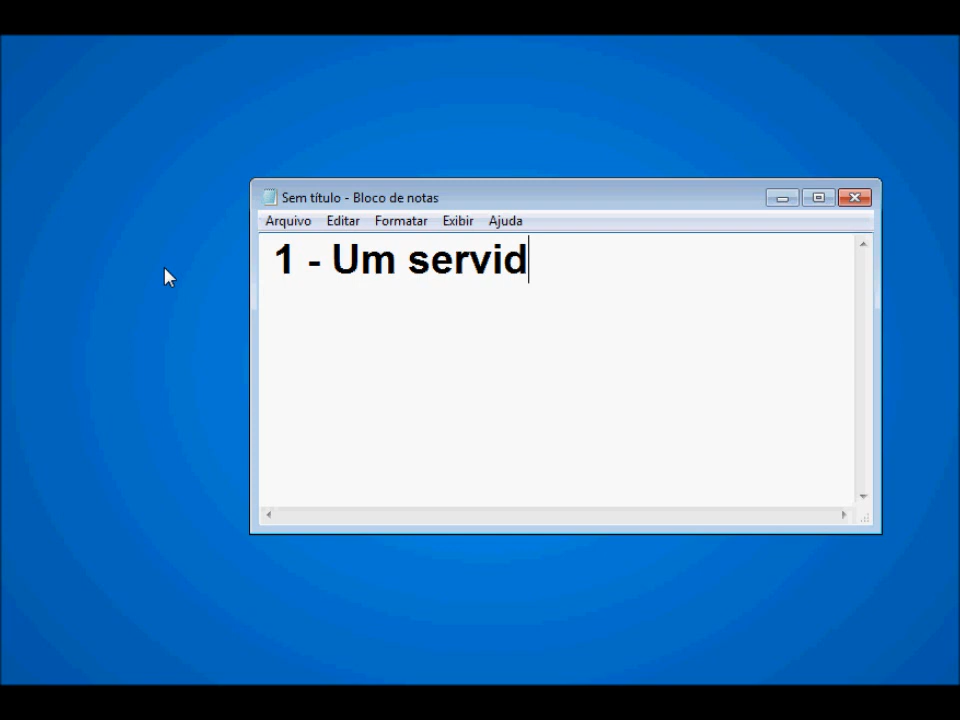 Sem título - Bloco de notas
Arquivo Editar Formatar Exibir Ajuda
1 - Um servid